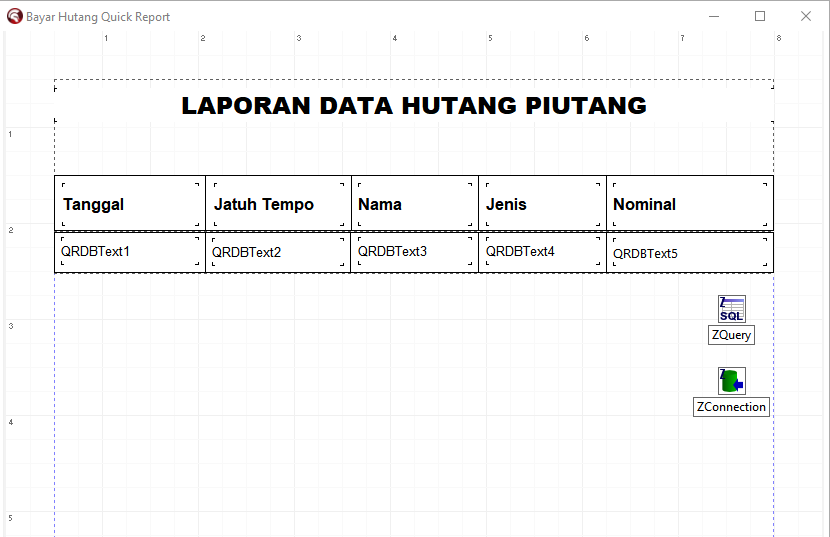 Bayar Hutang Quick Report
1 2 3 4 5 6 7 8
LAPORAN DATA HUTANG PIUTANG
1
Tanggal Jatuh Tempo Nama Jenis Nominal
2
QRDBText1 QRDBText2 QRDBText3 QRDBText4 QRDBText5
Z
SQL
3
ZQuery
Z
ZConnection
4
5